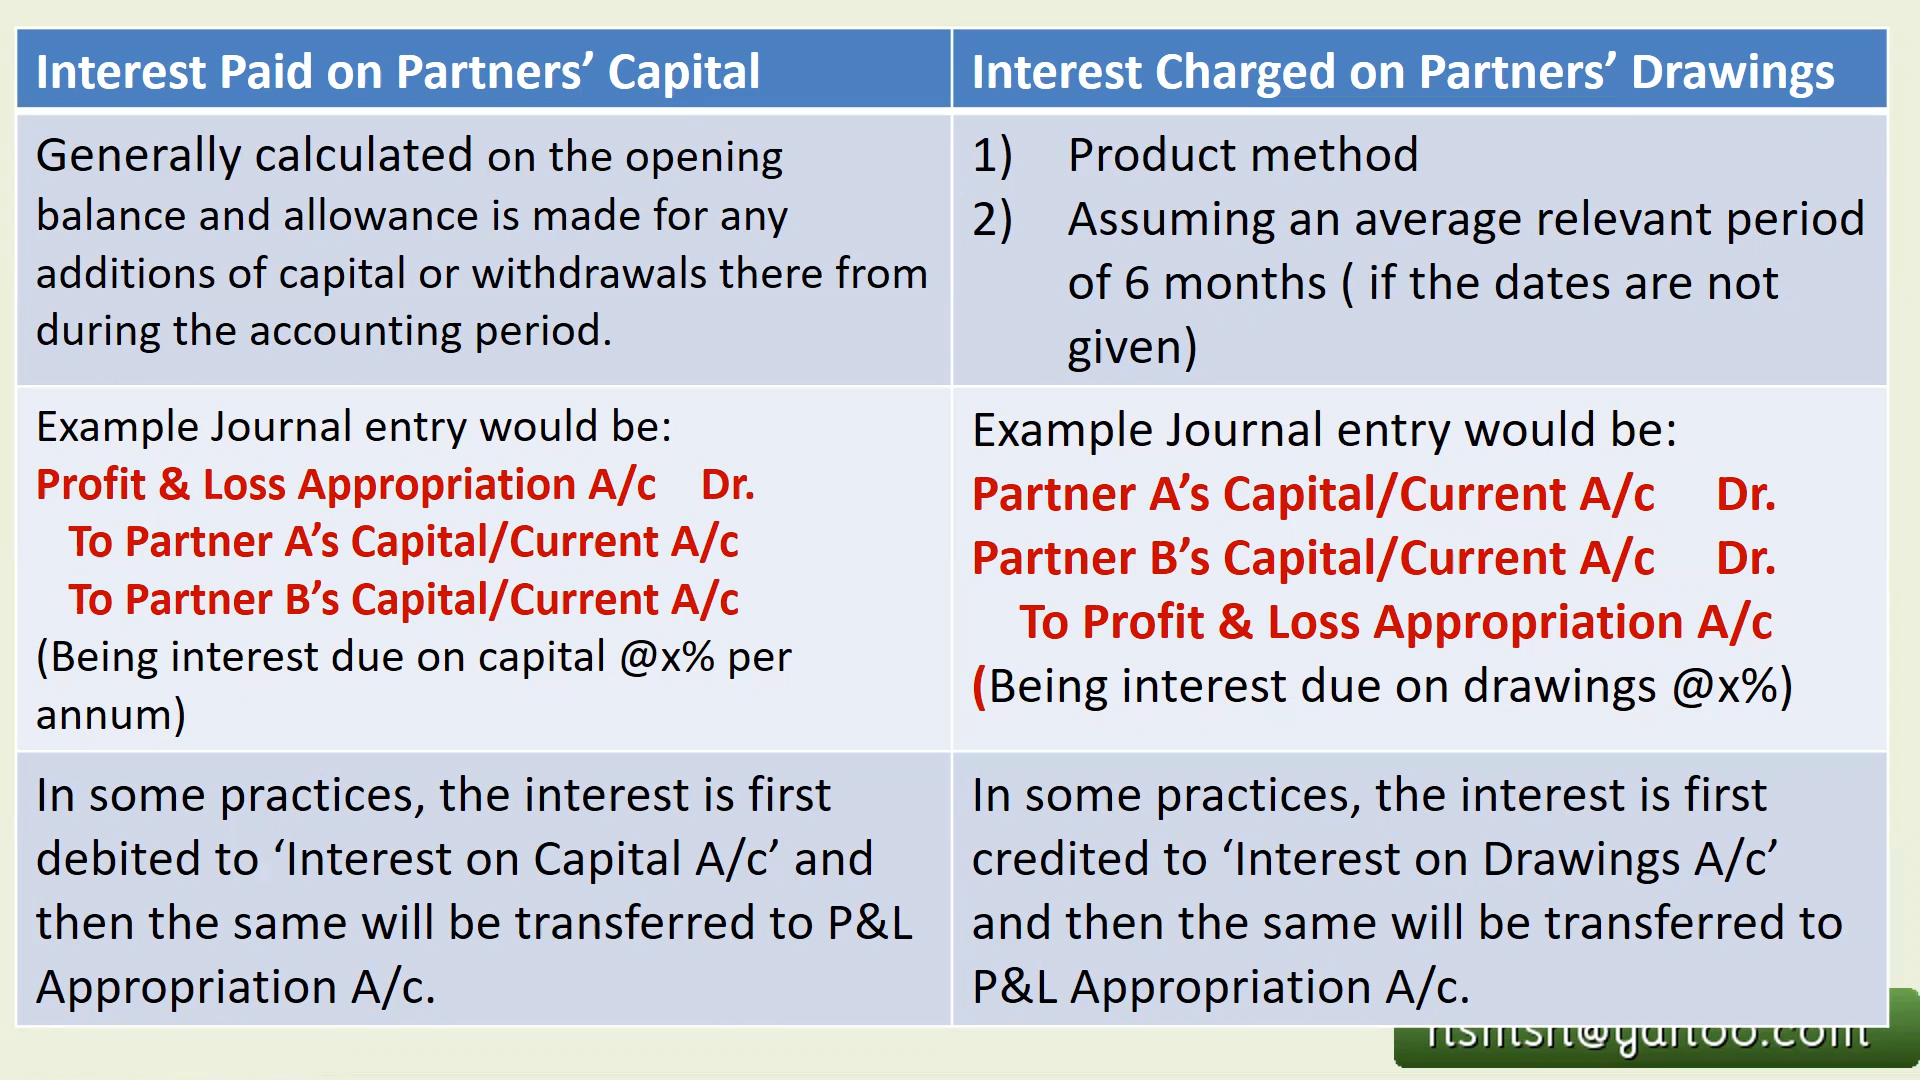 Interest Paid on Partners’ Capital
Interest Charged on Partners’ Drawings
Generally calculated on the opening
balance and allowance is made for any
additions of capital or withdrawals there from
during the accounting period.
1) Product method
2) Assuming an average relevant period
of 6 months ( if the dates are not
given)
Example Journal entry would be:
Profit & Loss Appropriation A/c Dr.
To Partner A’s Capital/Current A/c
To Partner B’s Capital/Current A/c
(Being interest due on capital @x% per
annum)
Example Journal entry would be:
Partner A’s Capital/Current A/c Dr.
Partner B’s Capital/Current A/c Dr.
To Profit & Loss Appropriation A/c
(Being interest due on drawings @x%)
In some practices, the interest is first
debited to ‘Interest on Capital A/c’ and
then the same will be transferred to P&L
Appropriation A/c.
In some practices, the interest is first
credited to ‘Interest on Drawings A/c’
and then the same will be transferred to
P&L Appropriation A/c.